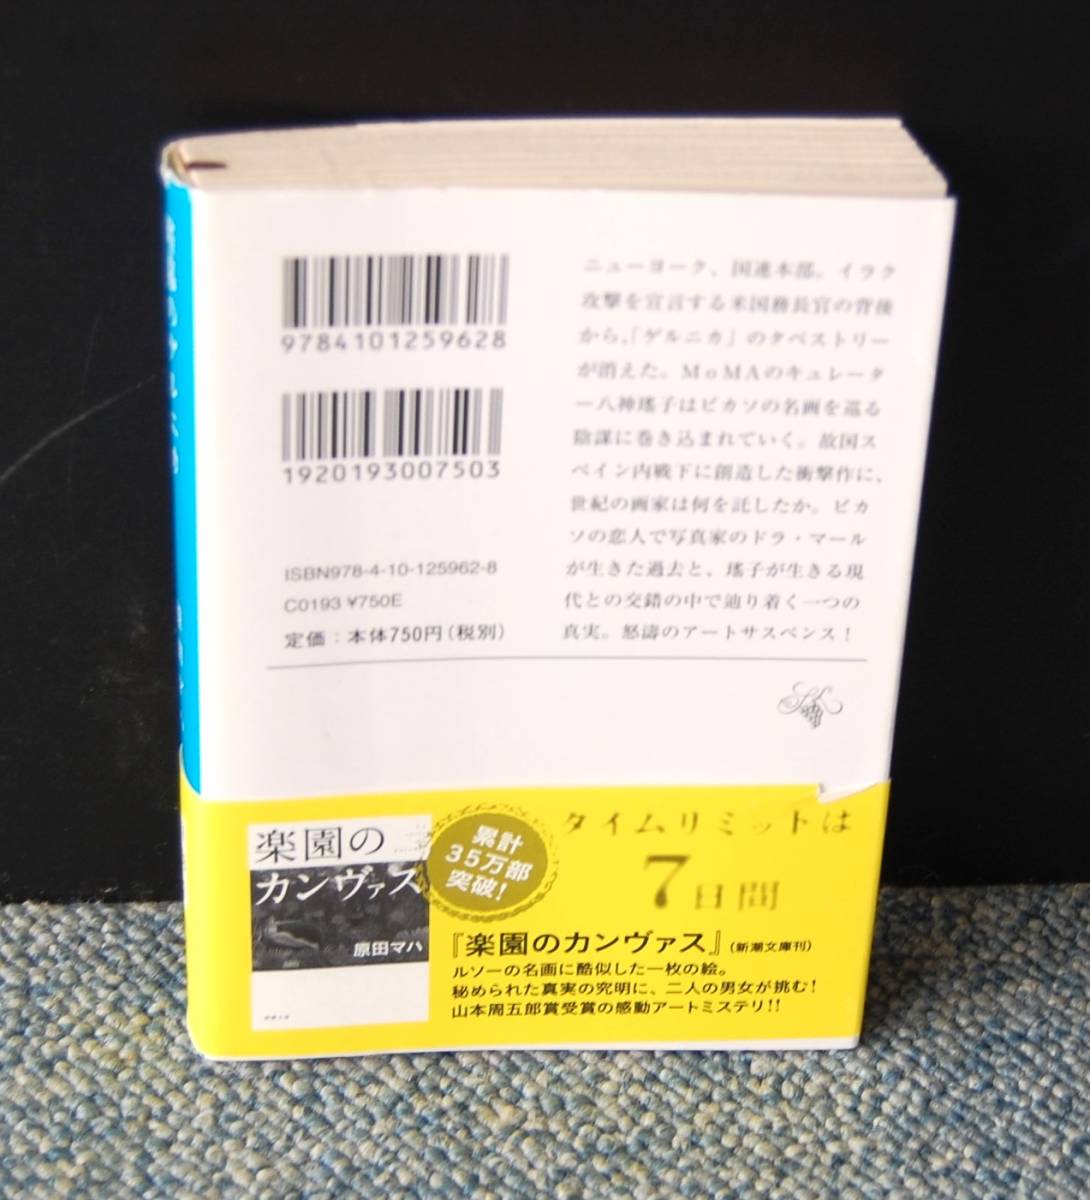 9784101259628
1920193007503
ISBN978-4-10-125962-8
C0193 ¥750E
定価：本体750円（税別）
ニューヨーク、国連本部。イラク
攻撃を宣言する米国務長官の背後
から、「ゲルニカ」のタペストリー
が消えた。MoMAのキュレータ
ー八神瑤子はピカソの名画を巡る
陰謀に巻き込まれていく。故国ス
ペイン内戦下に創造した衝撃作に、
世紀の画家は何を託したか。ピカ
ソの恋人で写真家のドラ・マール
が生きた過去と、瑤子が生きる現
代との交錯の中で辿り着く一つの
真実。怒濤のアートサスペンス！
楽園の
カンヴァス
原田マハ
累計
35万部
突破！
タイムリミットは
7日間
『楽園のカンヴァス』（新潮文庫刊）
ルソーの名画に酷似した一枚の絵。
秘められた真実の究明に、二人の男女が挑む！
山本周五郎賞受賞の感動アートミステリ!!